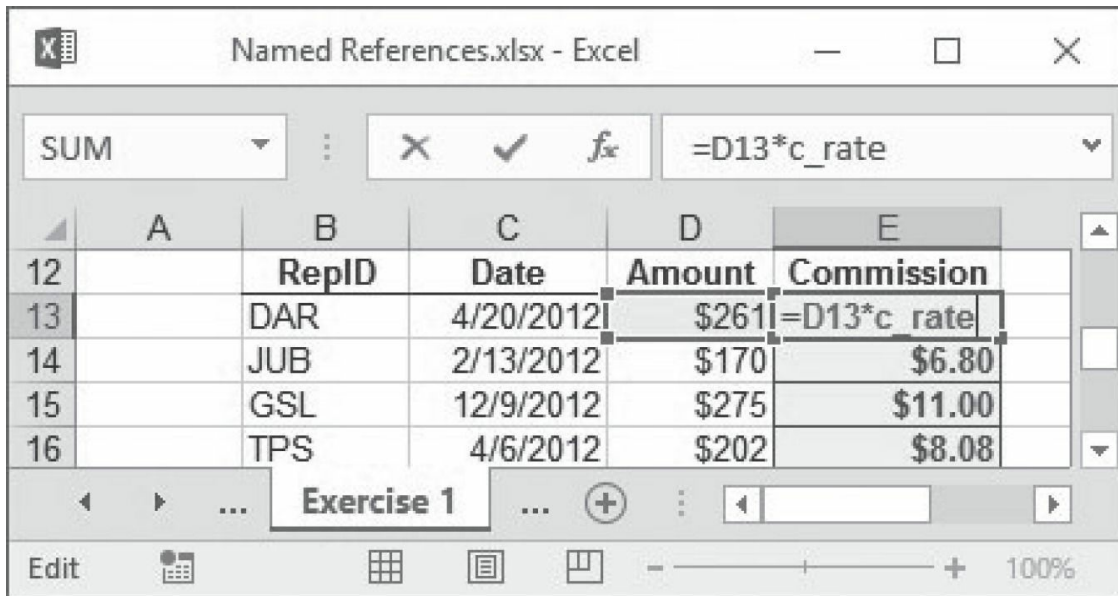 Named References.xlsx - Excel
SUM fx =D13*c_rate
A B C D E
12 RepID Date Amount Commission
13 DAR 4/20/2012 $261 =D13*c_rate
14 JUB 2/13/2012 $170 $6.80
15 GSL 12/9/2012 $275 $11.00
16 TPS 4/6/2012 $202 $8.08
... Exercise 1 ...
Edit 100%